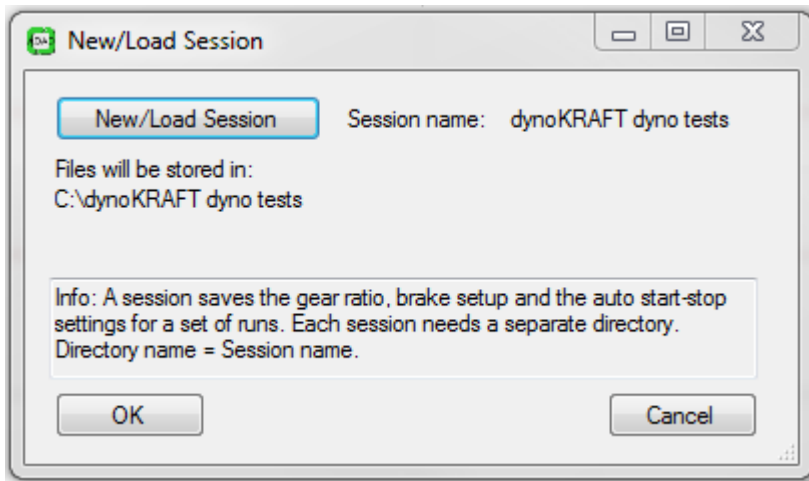 New/Load Session
New/Load Session
Session name: dynoKRAFT dyno tests
Files will be stored in:
C:\dynoKRAFT dyno tests
Info: A session saves the gear ratio, brake setup and the auto start-stop
settings for a set of runs. Each session needs a separate directory.
Directory name = Session name.
OK
Cancel